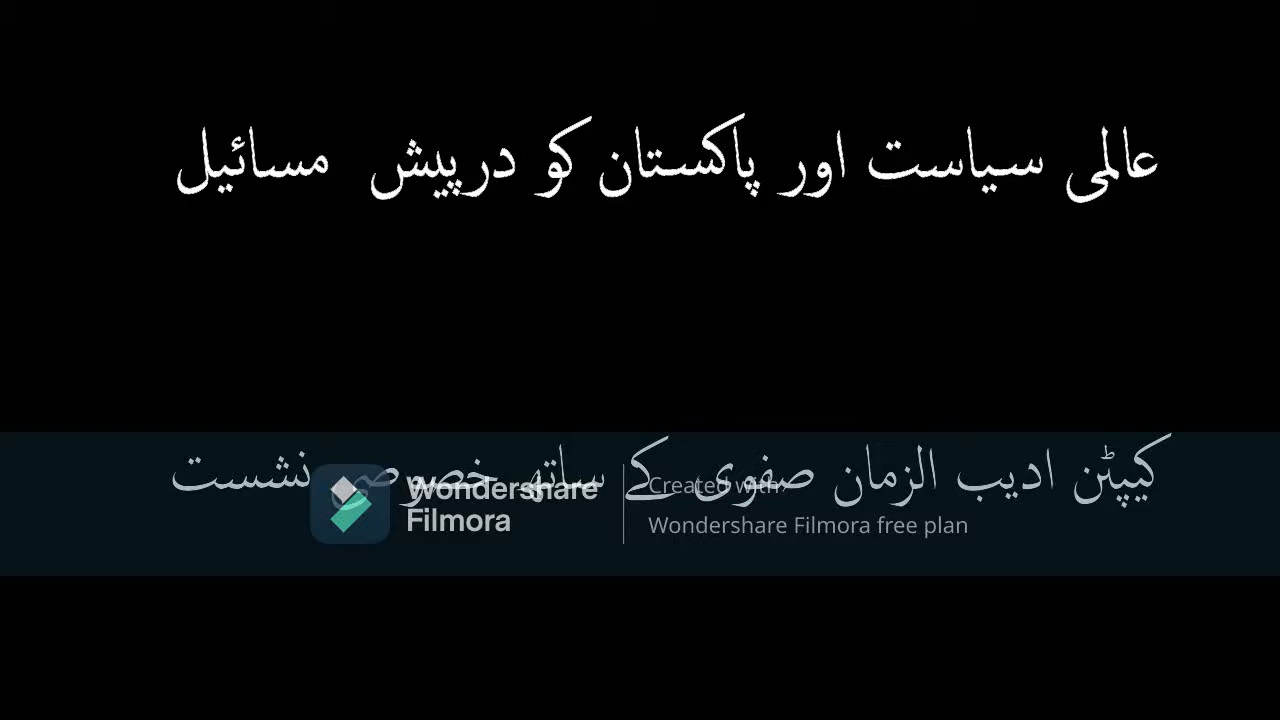 عالمی سیاست اور پاکستان کو درپیش مسائیل
کیپٹن ادیب الزمان صفوی کے ساتھ خصوصی نشست
Wondershare
Filmora
Created with
Wondershare Filmora free plan